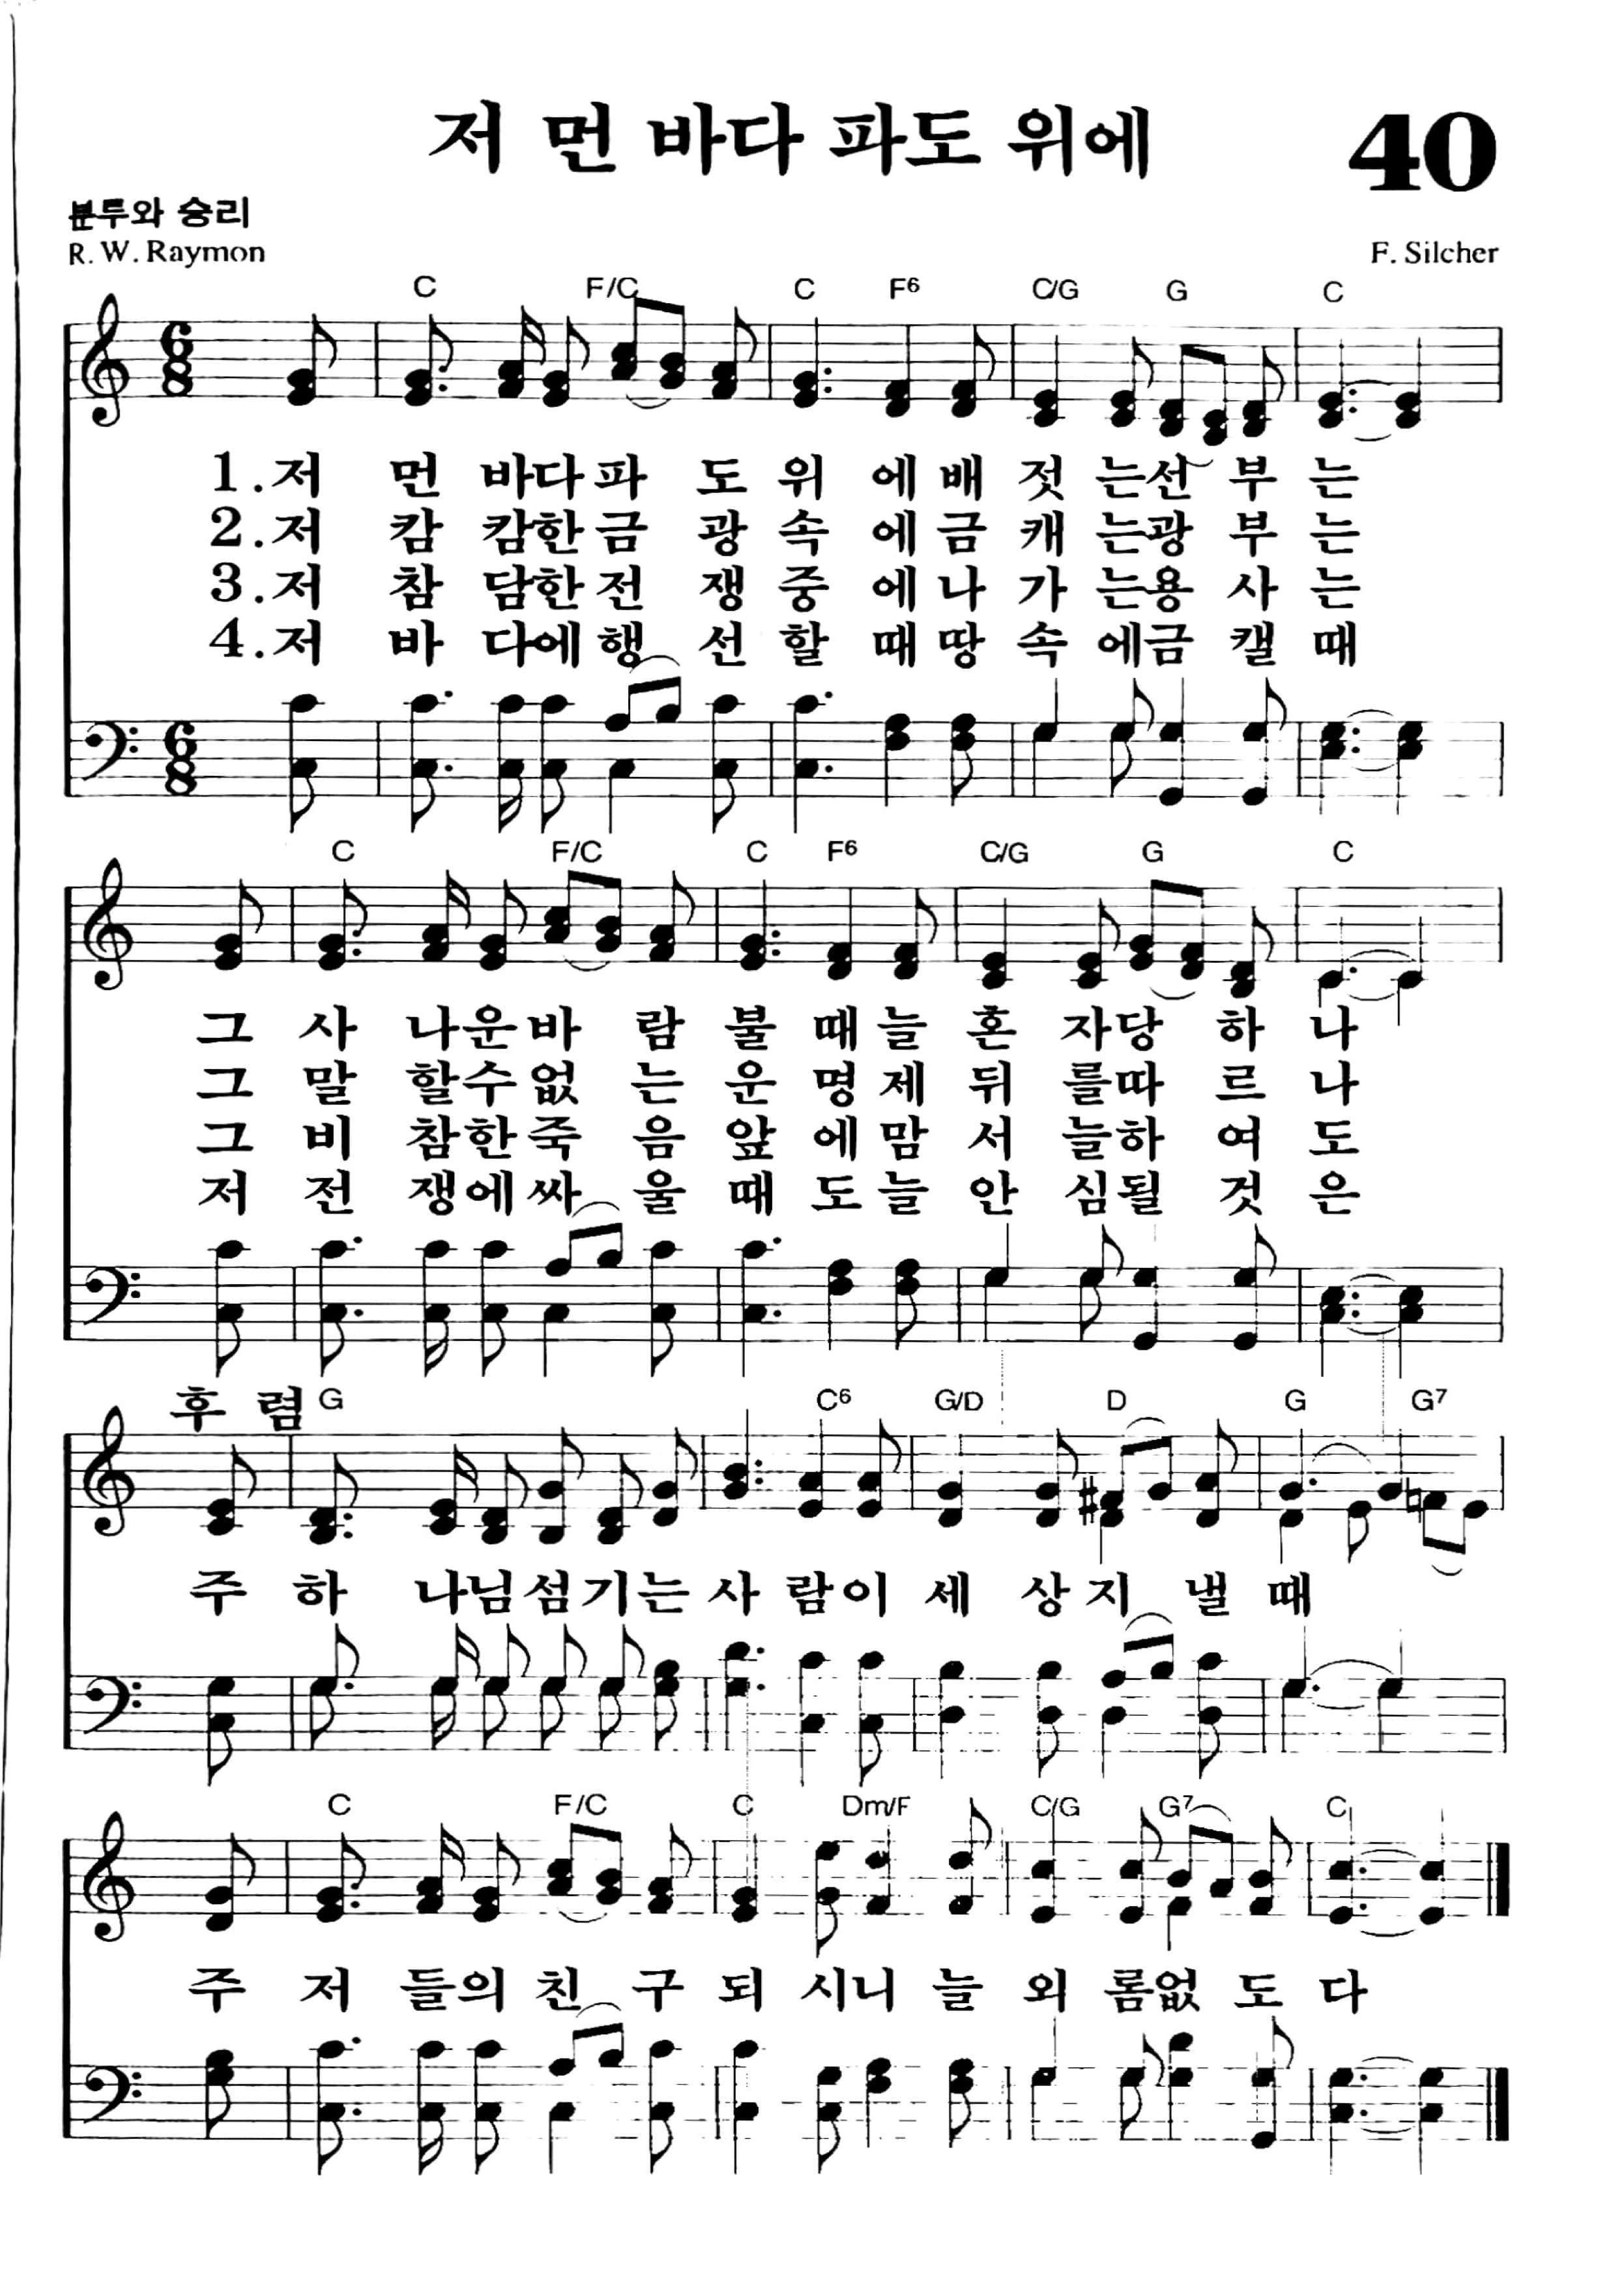 저 먼 바다 파도 위에 40
분투와 승리
R. W. Raymon F. Silcher
C F/C C F6 C/G G C
6/8
1. 저 먼 바다 파 도 위 에 배 젓 는 선 부 는
2. 저 캄 캄한 금 광 속 에 금 캐 는 광 부 는
3. 저 참 담한 전 쟁 중 에 나 가 는 용 사 는
4. 저 바 다에 행 선 할 때 땅 속 에 금 캘 때
6/8
C F/C C F6 C/G G C
그 사 나운 바 람 불 때 늘 혼 자 당 하 나
그 말 할수 없 는 운 명 제 뒤 를 따 르 나
그 비 참한 죽 음 앞 에 맘 서 늘 하 여 도
저 전 쟁에 싸 울 때 도 늘 안 심 될 것 은
후 렴 G C6 G/D D G G7
주 하 나님 섬 기 는 사 람 이 세 상 지 낼 때
C F/C C Dm/F C/G G7 C
주 저 들의 친 구 되 시니 늘 외 롬 없 도 다